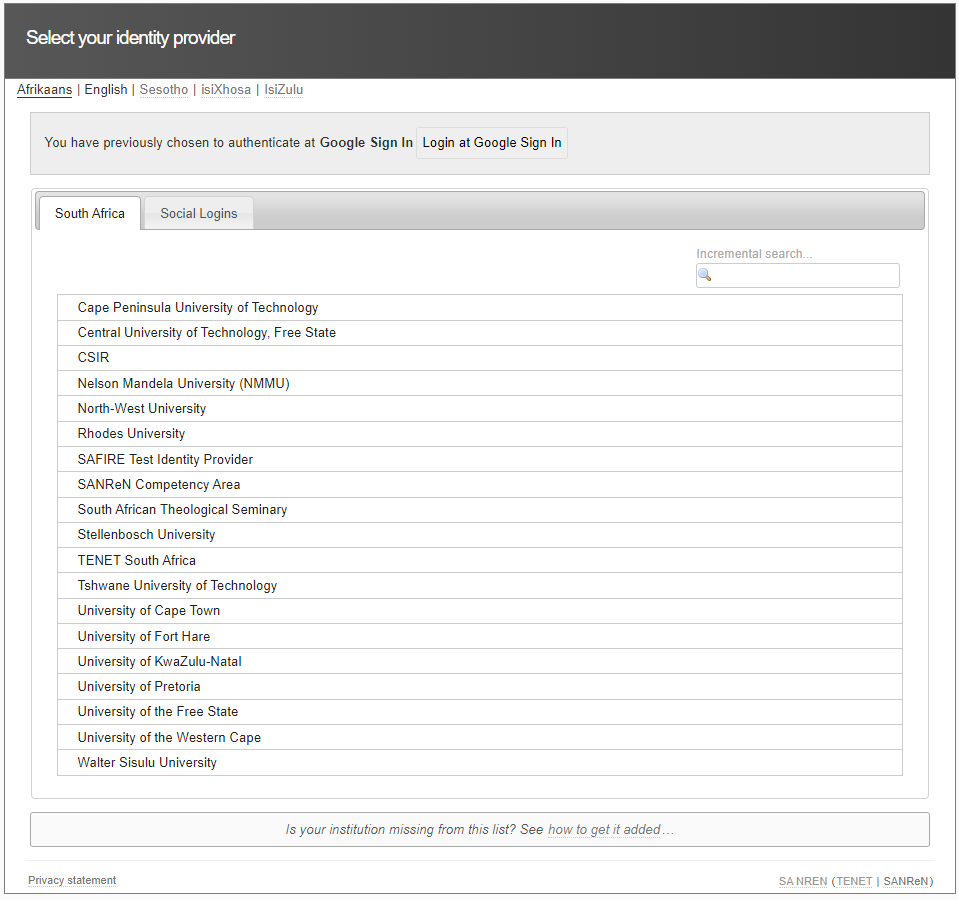 Select your identity provider
Afrikaans | English | Sesotho | isiXhosa | IsiZulu
You have previously chosen to authenticate at Google Sign In Login at Google Sign In
South Africa Social Logins
Incremental search...
Cape Peninsula University of Technology
Central University of Technology, Free State
CSIR
Nelson Mandela University (NMMU)
North-West University
Rhodes University
SAFIRE Test Identity Provider
SANReN Competency Area
South African Theological Seminary
Stellenbosch University
TENET South Africa
Tshwane University of Technology
University of Cape Town
University of Fort Hare
University of KwaZulu-Natal
University of Pretoria
University of the Free State
University of the Western Cape
Walter Sisulu University
Is your institution missing from this list? See how to get it added…
Privacy statement SA NREN (TENET | SANReN)